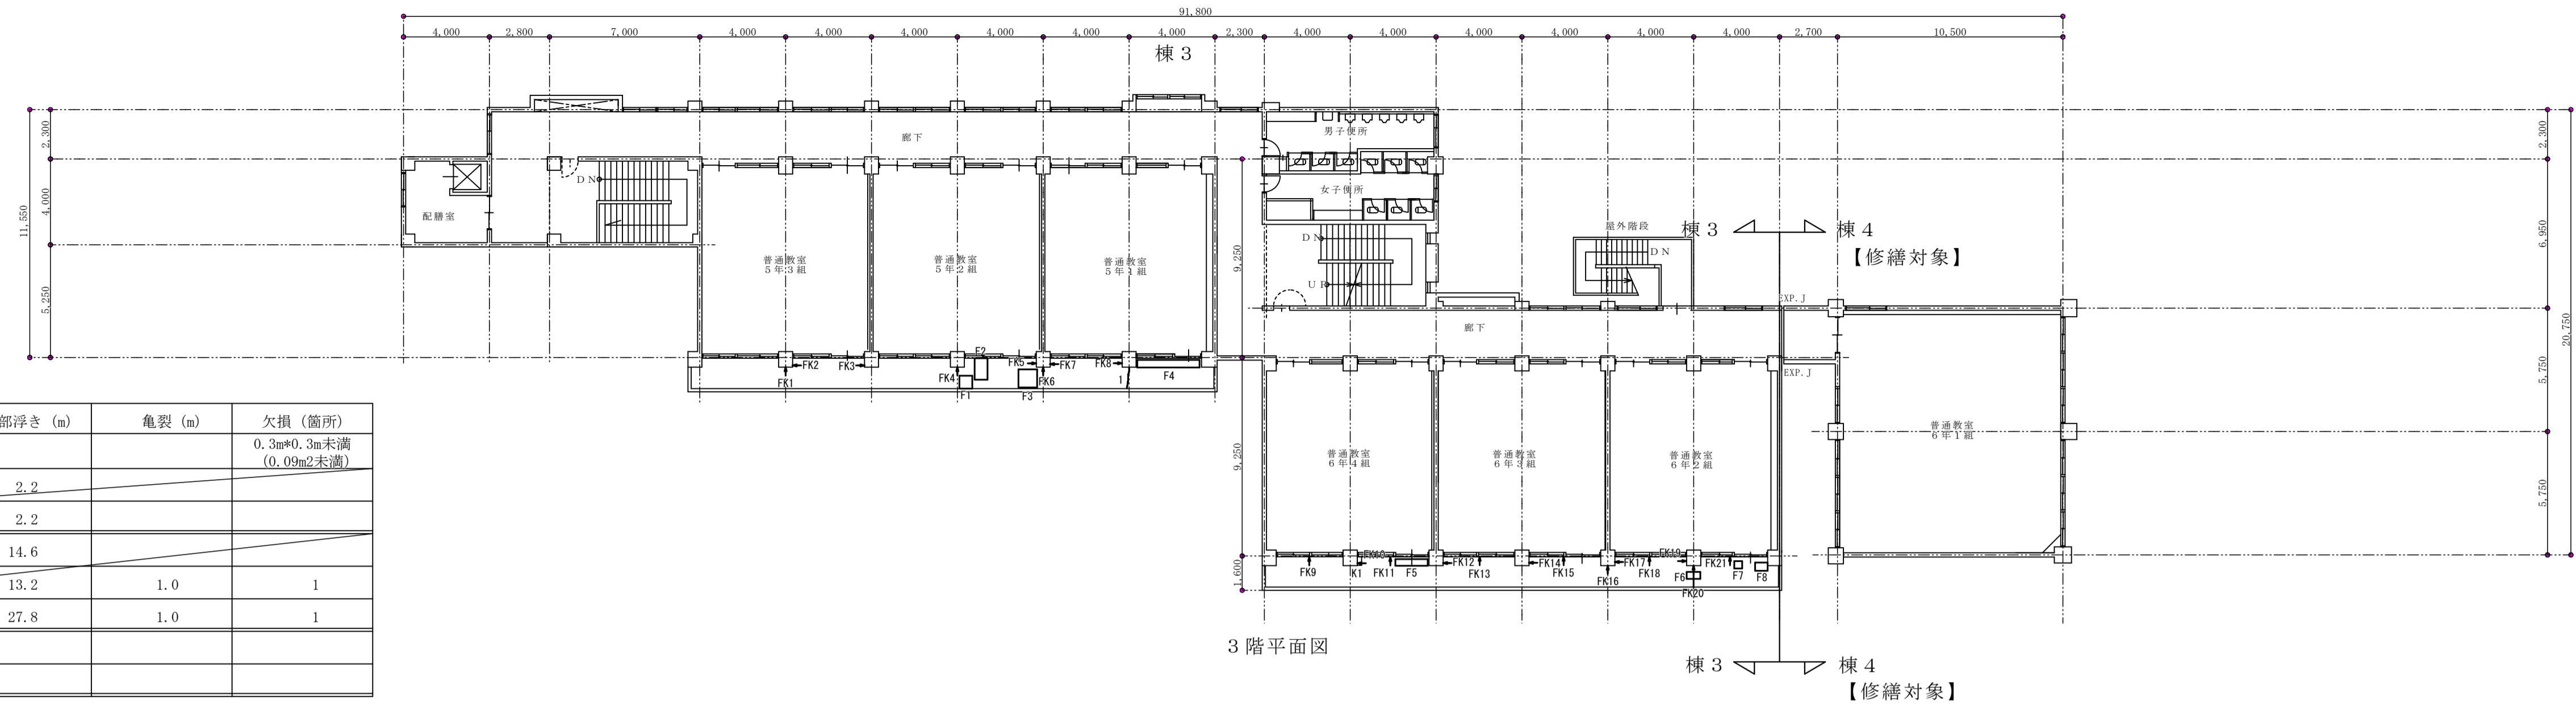 91,800
4,000 2,800 7,000 4,000 4,000 4,000 4,000 4,000 4,000 2,300 4,000 4,000 4,000 4,000 4,000 4,000 2,700 10,500
棟3
11,550
2,300
4,000
5,250
廊下
男子便所
女子便所
DN
配膳室
普通教室
5年3組
普通教室
5年2組
普通教室
5年1組
9,250
DN
UP
屋外階段
DN
棟3
棟4
【修繕対象】
2,300
6,950
5,750
5,750
20,750
EXP.J
廊下
EXP.J
FK1
FK2
FK3
FK4
F1
F2
FK5
F3
FK6
FK7
FK8
1
F4
9,250
1,600
普通教室
6年4組
普通教室
6年3組
普通教室
6年2組
普通教室
6年1組
FK9
FK10
K1
FK11
F5
FK12
FK13
FK14
FK15
FK16
FK17
FK18
FK19
F6
FK20
FK21
F7
F8
3階平面図
棟3
棟4
【修繕対象】
部浮き (m) 亀裂 (m) 欠損 (箇所)
0.3m*0.3m未満
(0.09m2未満)
2.2
2.2
14.6
13.2 1.0 1
27.8 1.0 1